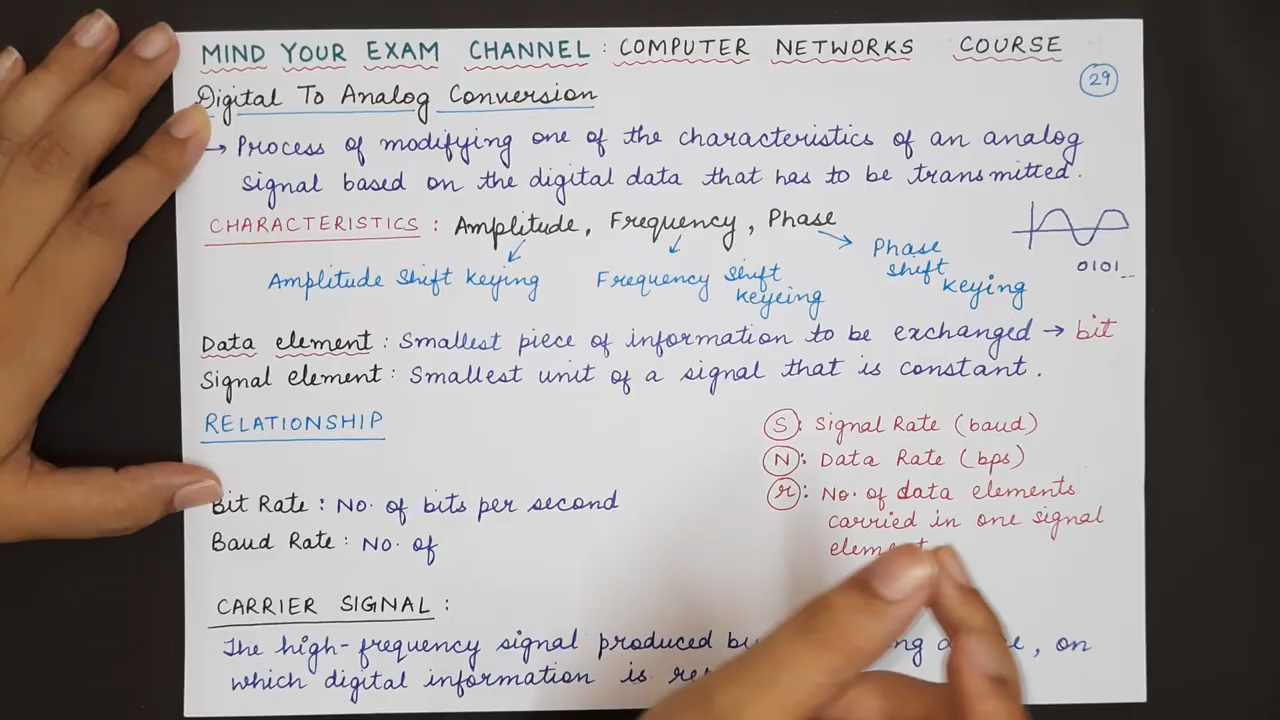 MIND YOUR EXAM CHANNEL : COMPUTER NETWORKS COURSE
29
Digital To Analog Conversion
→ Process of modifying one of the characteristics of an analog
signal based on the digital data that has to be transmitted.
CHARACTERISTICS : Amplitude, Frequency, Phase
Amplitude Shift Keying
Frequency shift
keyeing
Phase
shift
keying
0101_ _
Data element : Smallest piece of information to be exchanged → bit
Signal element : Smallest unit of a signal that is constant.
RELATIONSHIP
S : Signal Rate (baud)
N : Data Rate (bps)
r : No. of data elements
carried in one signal
element
Bit Rate : No. of bits per second
Baud Rate : No. of
CARRIER SIGNAL :
The high-frequency signal produced by , on
which digital information is